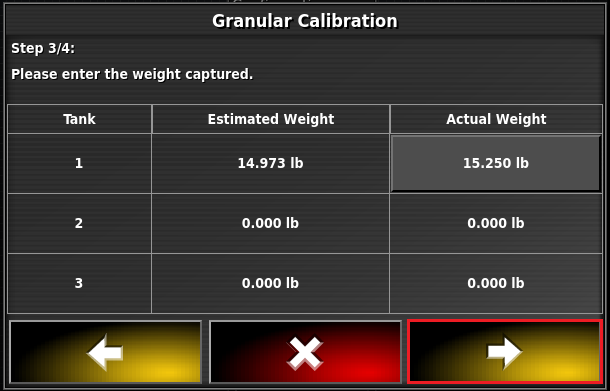 Granular Calibration
Step 3/4:
Please enter the weight captured.
Tank Estimated Weight Actual Weight
1 14.973 lb 15.250 lb
2 0.000 lb 0.000 lb
3 0.000 lb 0.000 lb